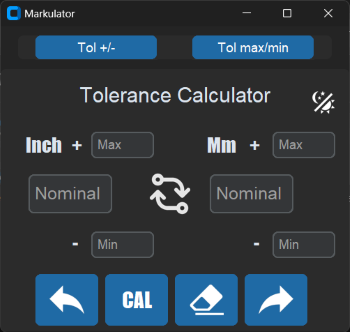 Markulator
Tol +/-
Tol max/min
Tolerance Calculator
Inch + Max
Mm + Max
Nominal
Nominal
- Min
- Min
CAL